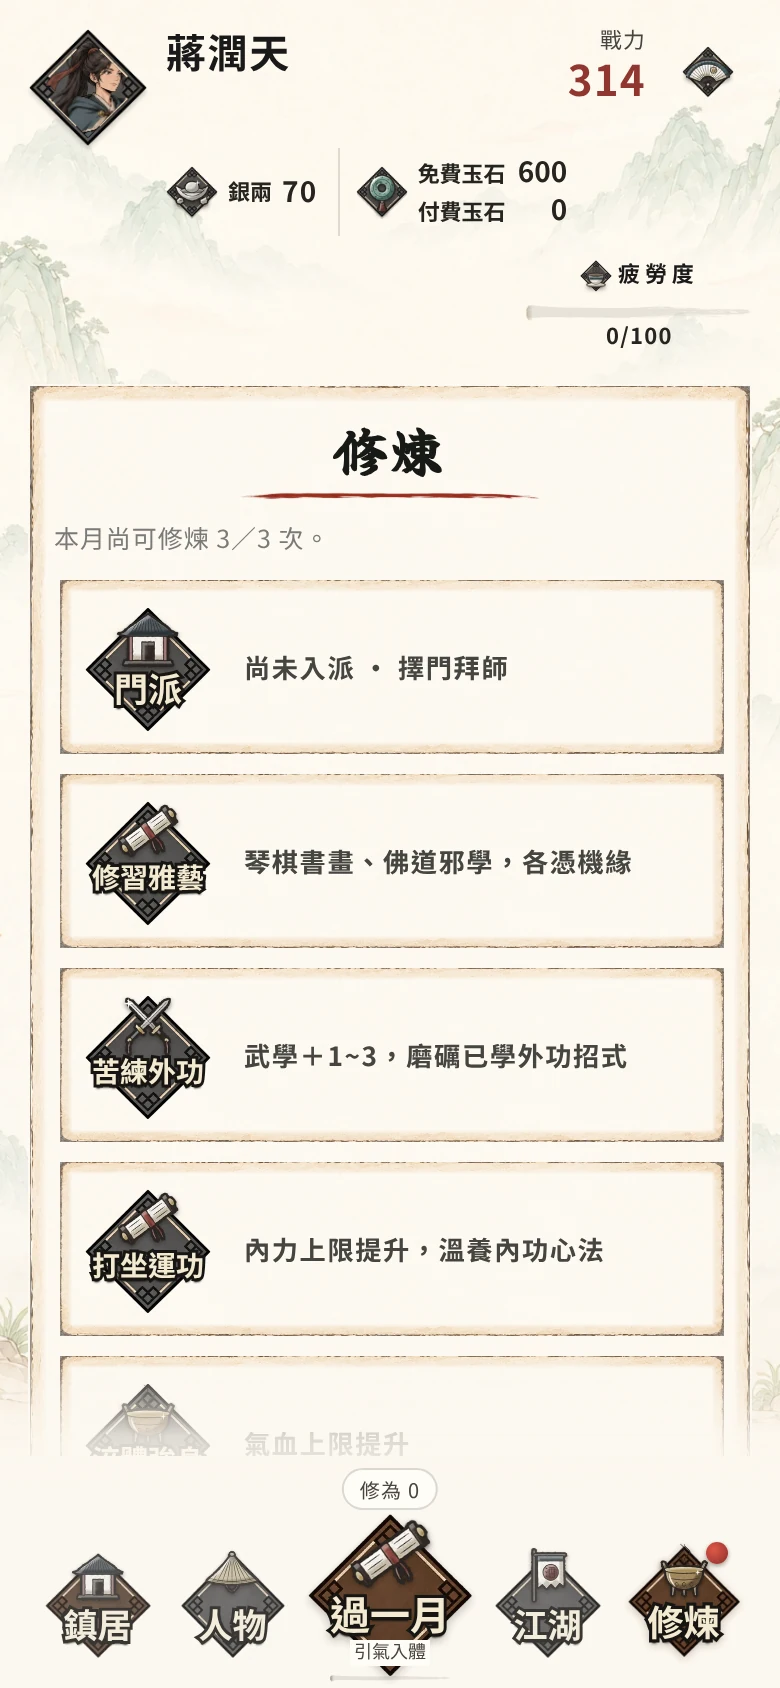 蔣潤天
戰力
314
銀兩 70
免費玉石 600
付費玉石 0
疲勞度
0/100
修煉
本月尚可修煉 3／3 次。
門派
尚未入派 · 擇門拜師
修習雅藝
琴棋書畫、佛道邪學，各憑機緣
苦練外功
武學＋1~3，磨礪已學外功招式
打坐運功
內力上限提升，溫養內功心法
氣血上限提升
修為 0
鎮居
人物
過一月
引氣入體
江湖
修煉